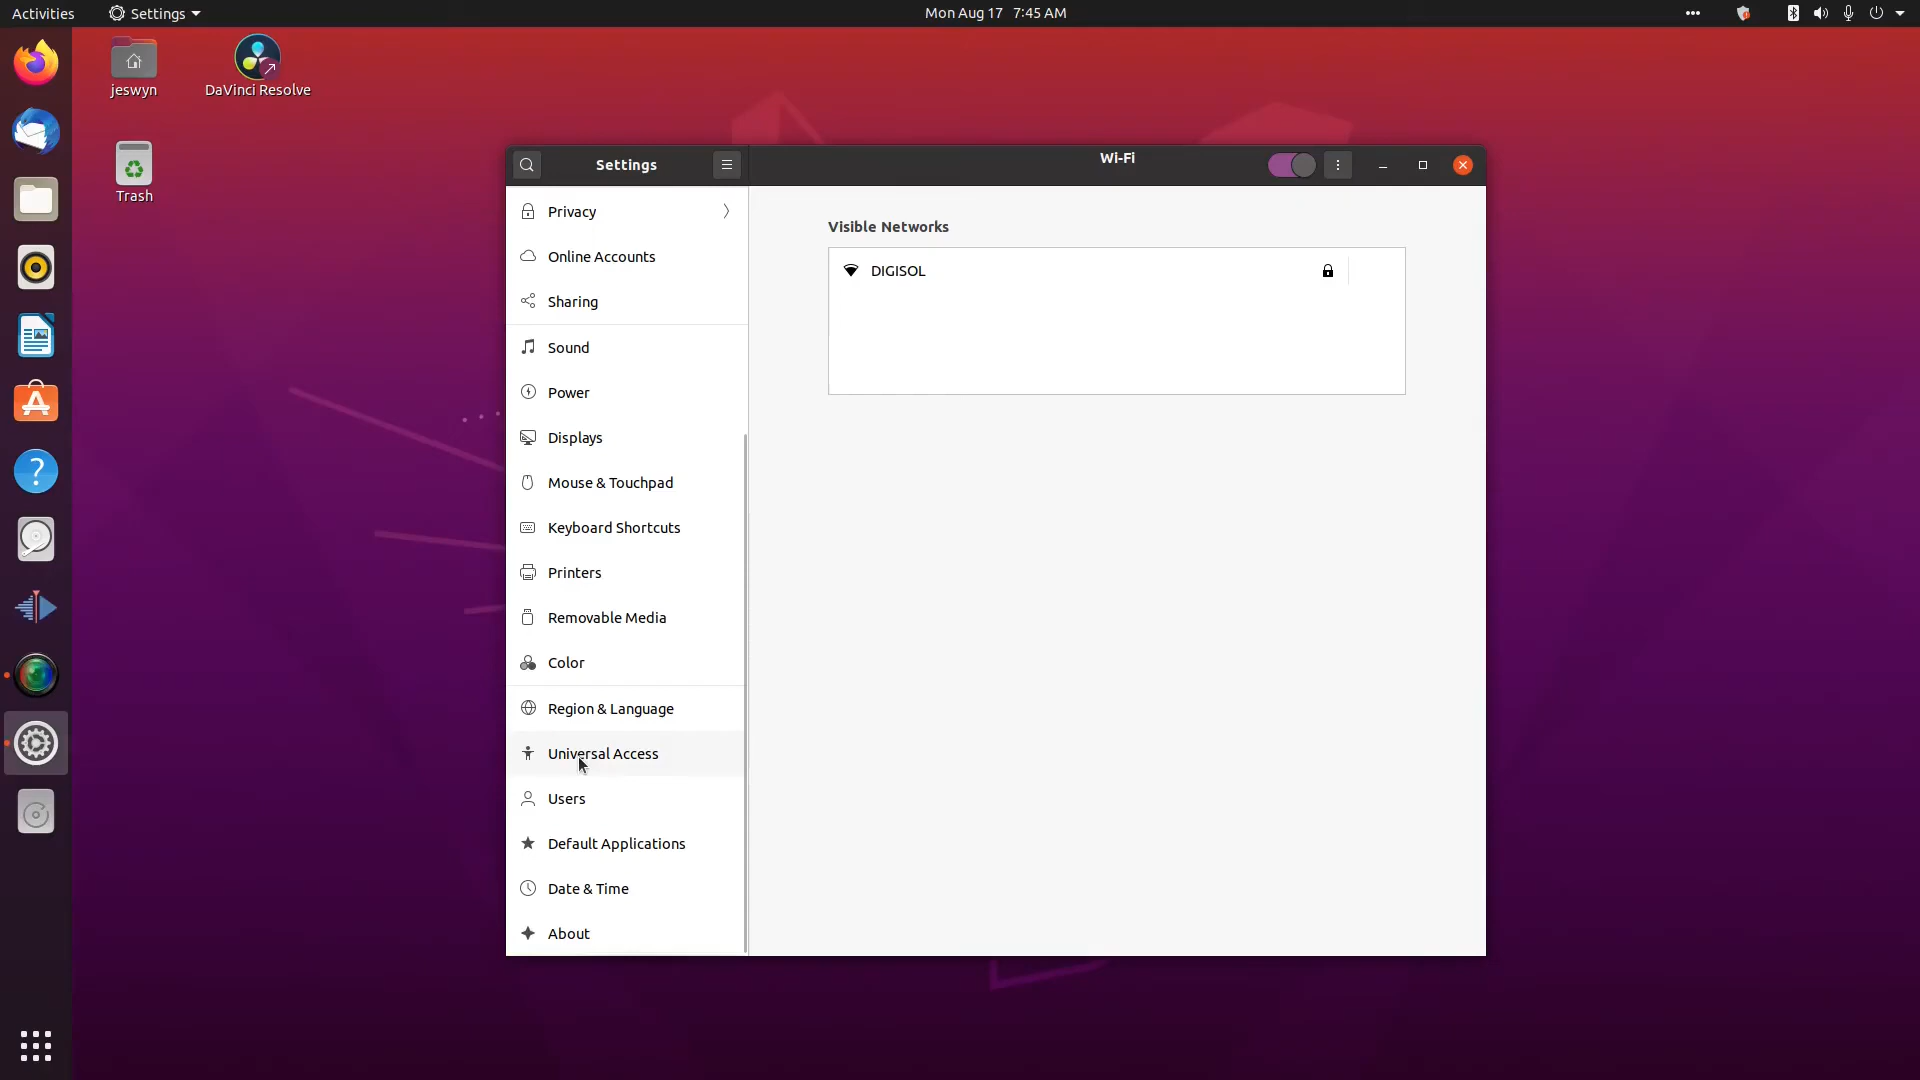 Activities
Settings
Mon Aug 17 7:45 AM
jeswyn
DaVinci Resolve
Trash
Settings
Wi-Fi
Privacy
Online Accounts
Sharing
Sound
Power
Displays
Mouse & Touchpad
Keyboard Shortcuts
Printers
Removable Media
Color
Region & Language
Universal Access
Users
Default Applications
Date & Time
About
Visible Networks
DIGISOL